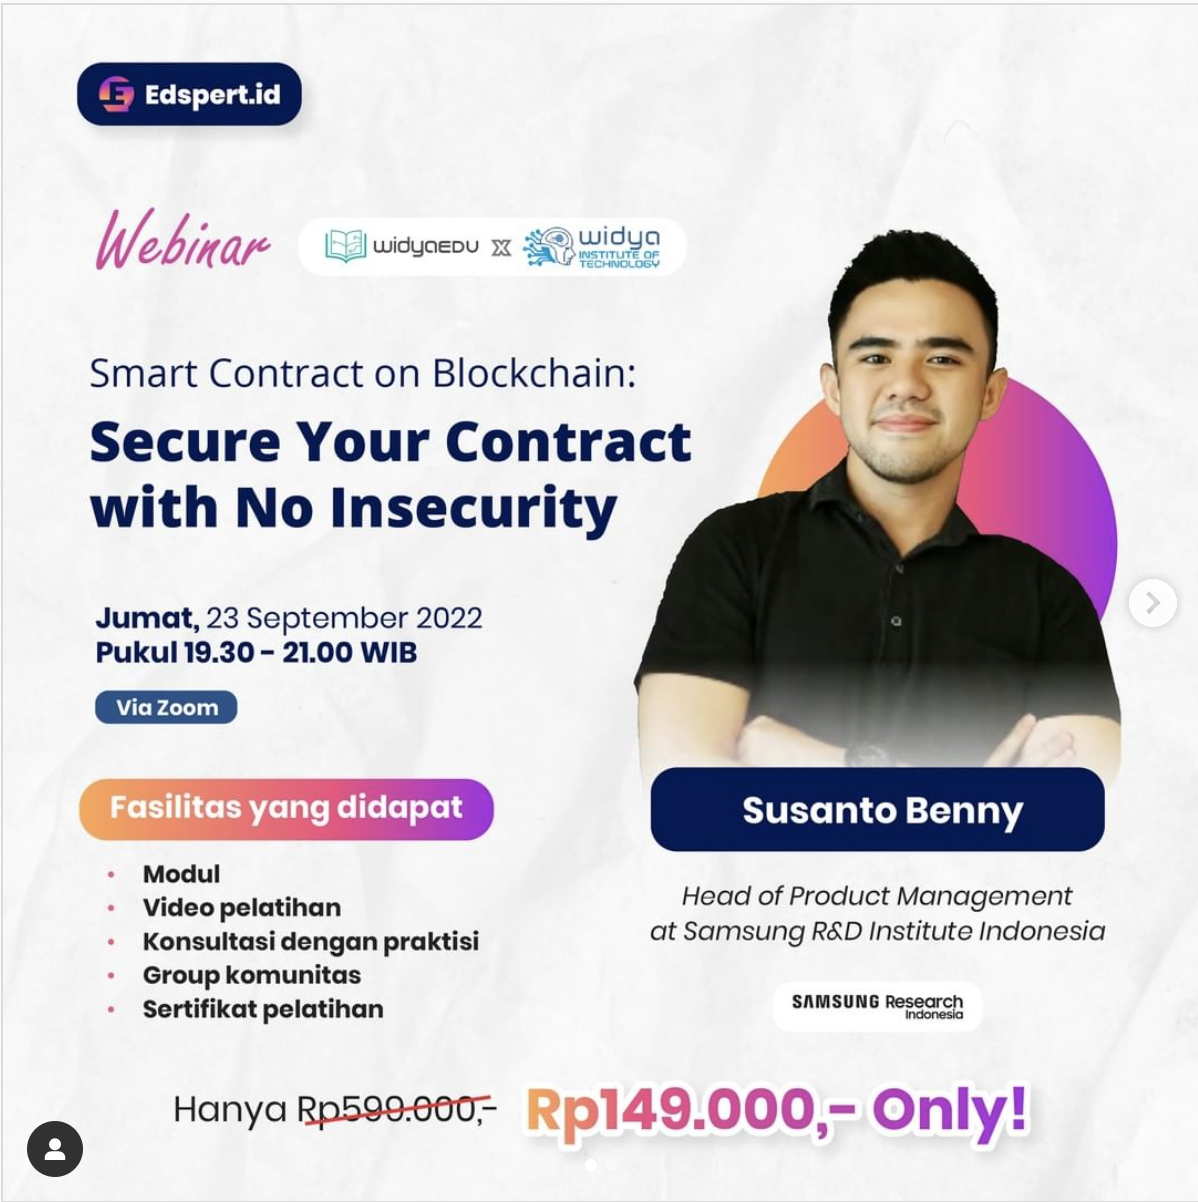 Edspert.id
Webinar
widyaEDU X widya
INSTITUTE OF
TECHNOLOGY
Smart Contract on Blockchain:
Secure Your Contract
with No Insecurity
Jumat, 23 September 2022
Pukul 19.30 - 21.00 WIB
Via Zoom
Fasilitas yang didapat
• Modul
• Video pelatihan
• Konsultasi dengan praktisi
• Group komunitas
• Sertifikat pelatihan
Susanto Benny
Head of Product Management
at Samsung R&D Institute Indonesia
SAMSUNG Research
Indonesia
Hanya Rp599.000,- Rp149.000,- Only!